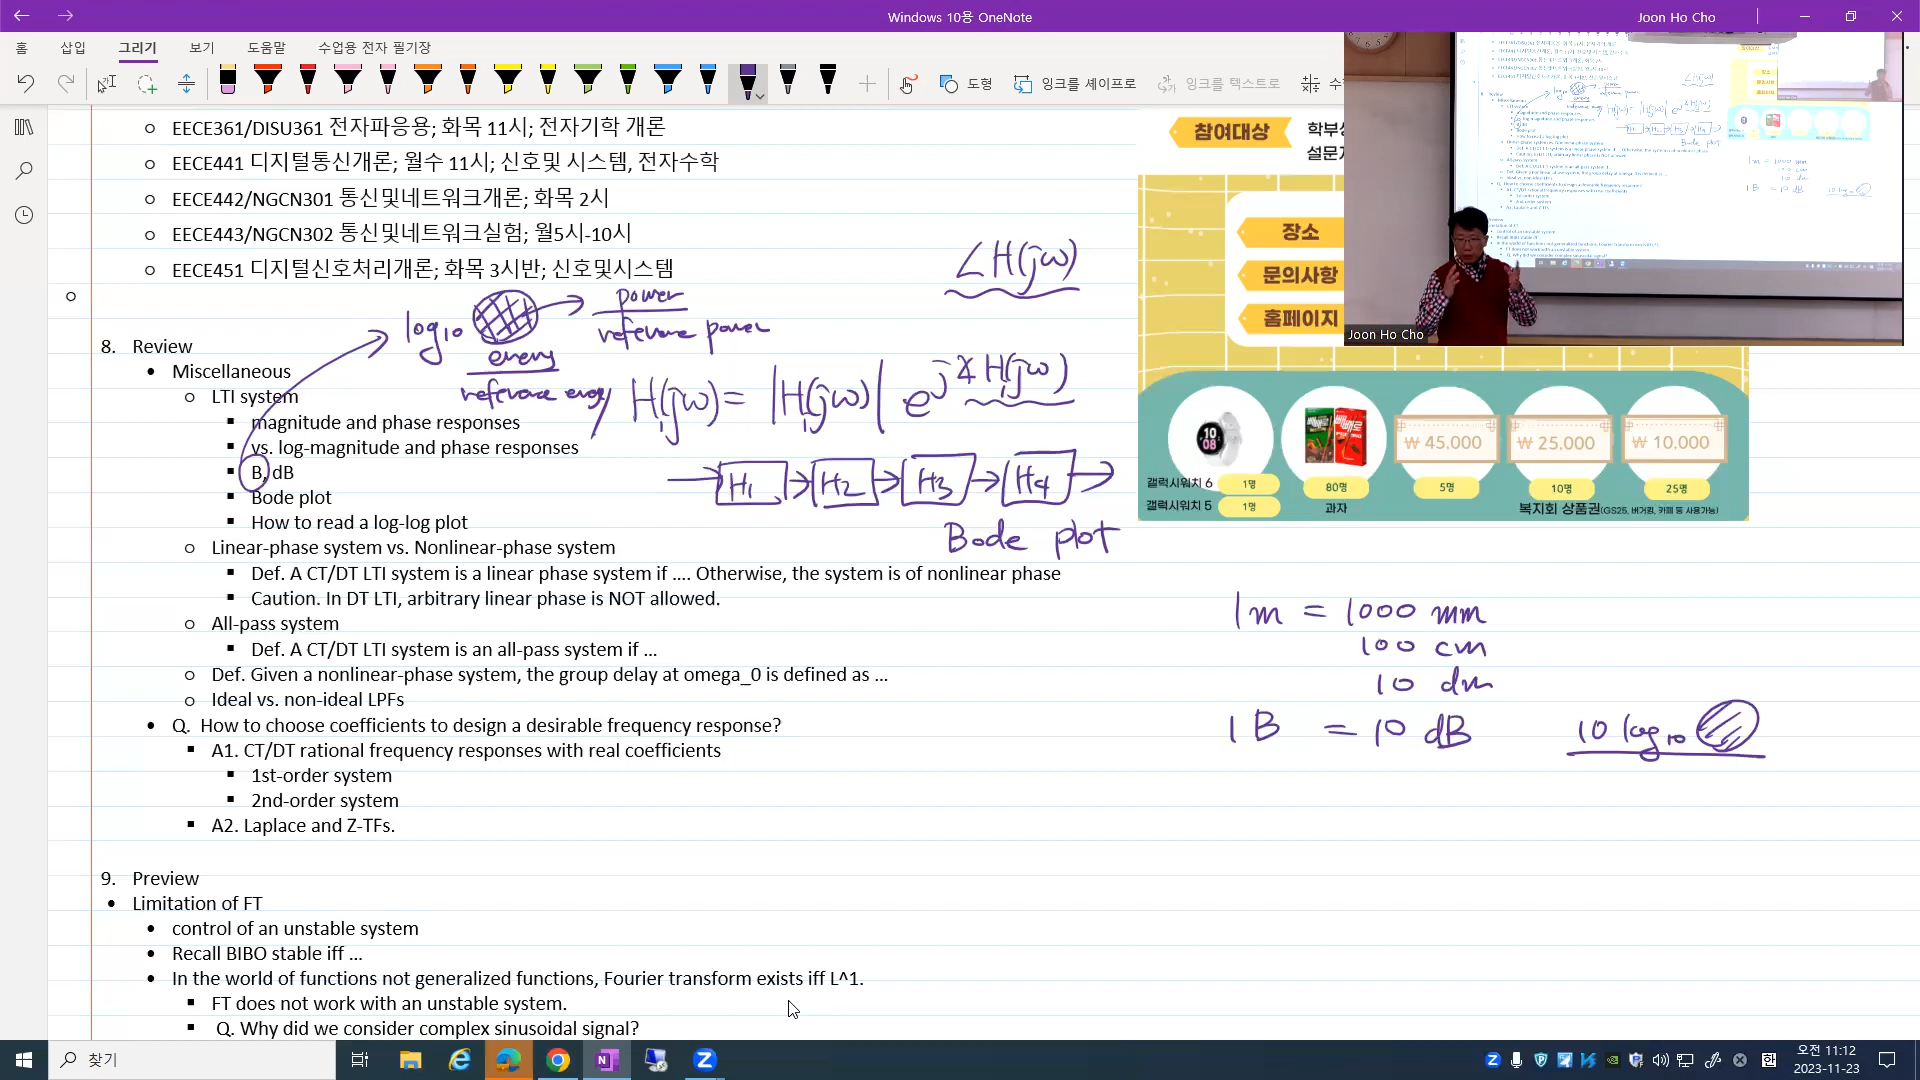 Windows 10용 OneNote
Joon Ho Cho
홈 삽입 그리기 보기 도움말 수업용 전자 필기장
도형 잉크를 셰이프로 잉크를 텍스트로 수
EECE361/DISU361 전자파응용; 화목 11시; 전자기학 개론
EECE441 디지털통신개론; 월수 11시; 신호및 시스템, 전자수학
EECE442/NGCN301 통신및네트워크개론; 화목 2시
EECE443/NGCN302 통신및네트워크실험; 월5시-10시
EECE451 디지털신호처리개론; 화목 3시반; 신호및시스템
∠H(jω)
log10
power
reference power
energy
reference energy
H(jω) = |H(jω)| e^{j∡H(jω)}
H1 H2 H3 H4
Bode plot
8. Review
• Miscellaneous
○ LTI system
▪ magnitude and phase responses
▪ vs. log-magnitude and phase responses
▪ B, dB
▪ Bode plot
▪ How to read a log-log plot
○ Linear-phase system vs. Nonlinear-phase system
▪ Def. A CT/DT LTI system is a linear phase system if .... Otherwise, the system is of nonlinear phase
▪ Caution. In DT LTI, arbitrary linear phase is NOT allowed.
○ All-pass system
▪ Def. A CT/DT LTI system is an all-pass system if ...
○ Def. Given a nonlinear-phase system, the group delay at omega_0 is defined as ...
○ Ideal vs. non-ideal LPFs
• Q. How to choose coefficients to design a desirable frequency response?
▪ A1. CT/DT rational frequency responses with real coefficients
▪ 1st-order system
▪ 2nd-order system
▪ A2. Laplace and Z-TFs.
9. Preview
• Limitation of FT
• control of an unstable system
• Recall BIBO stable iff ...
• In the world of functions not generalized functions, Fourier transform exists iff L^1.
▪ FT does not work with an unstable system.
▪ Q. Why did we consider complex sinusoidal signal?
참여대상
학부생
설문지
장소
문의사항
홈페이지
Joon Ho Cho
10
08
빼빼로
₩ 45,000
₩ 25,000
₩ 10,000
갤럭시워치 6 1명
갤럭시워치 5 1명
80명
과자
5명
10명
25명
복지회 상품권(GS25, 버거킹, 카페 등 사용가능)
1m = 1000 mm
100 cm
10 dm
1 B = 10 dB
10 log10
찾기
한
오전 11:12
2023-11-23